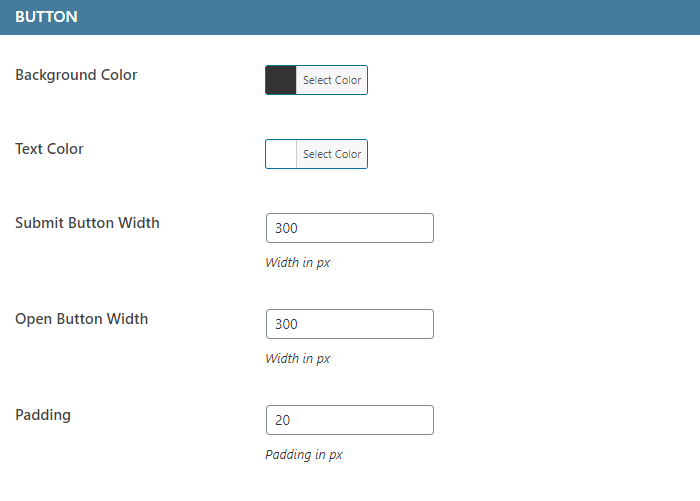 BUTTON
Background Color
Select Color
Text Color
Select Color
Submit Button Width
300
Width in px
Open Button Width
300
Width in px
Padding
20
Padding in px